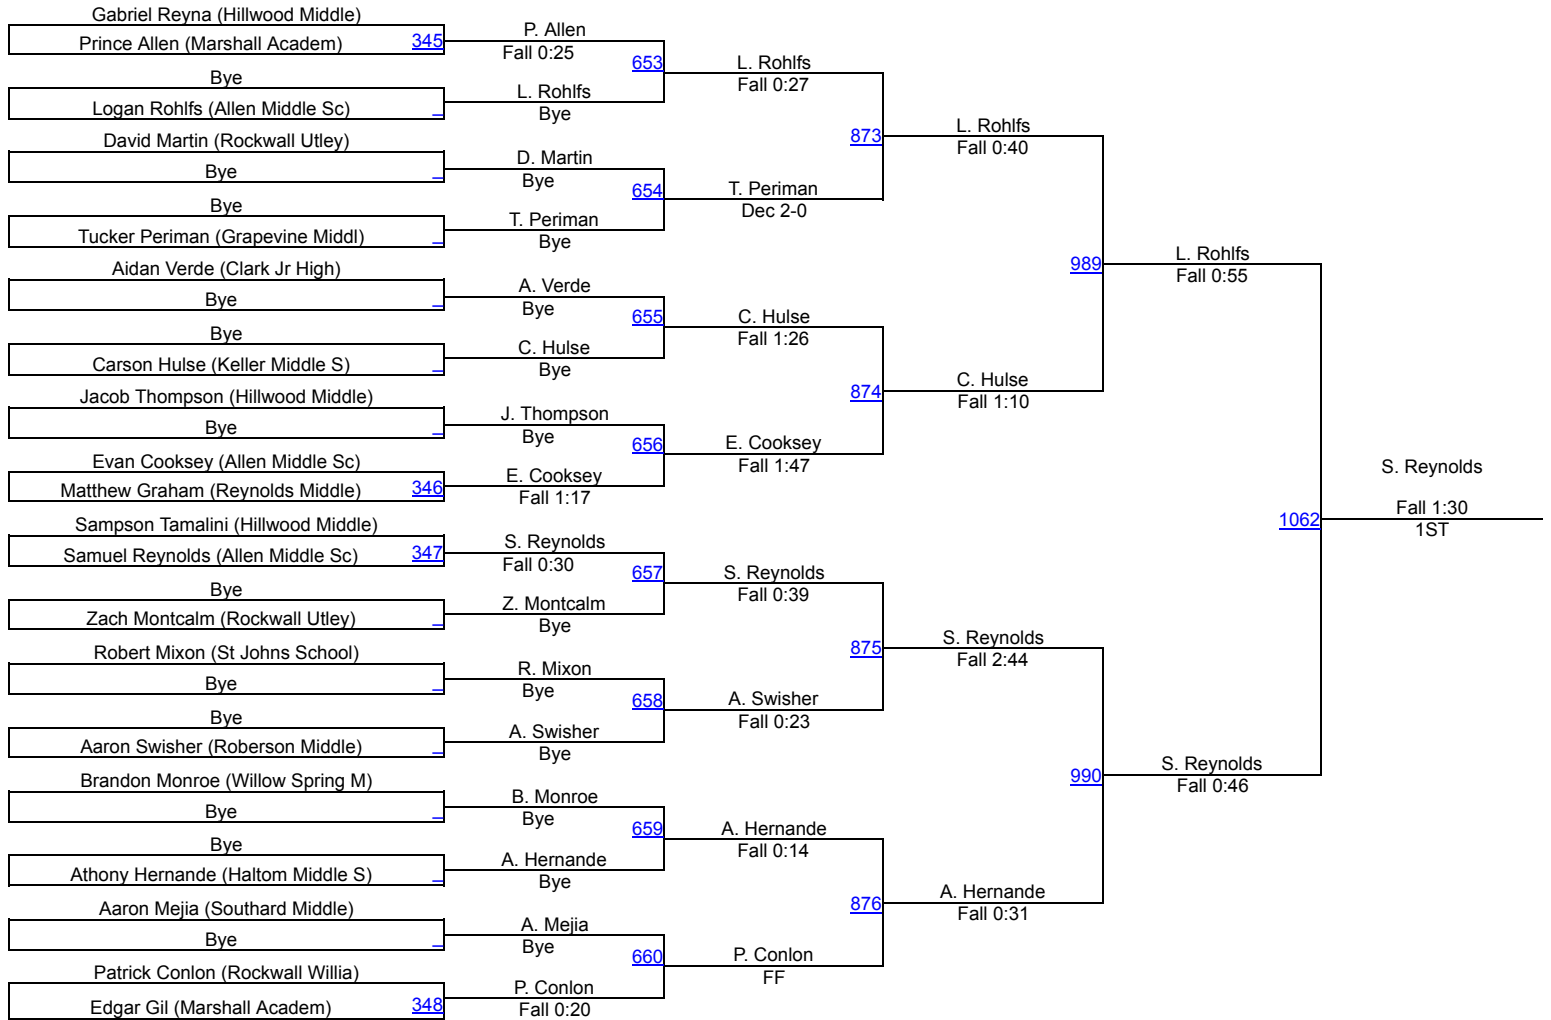 Gabriel Reyna (Hillwood Middle)
Prince Allen (Marshall Academ)
345
Bye
Logan Rohlfs (Allen Middle Sc)
David Martin (Rockwall Utley)
Bye
Bye
Tucker Periman (Grapevine Middl)
Aidan Verde (Clark Jr High)
Bye
Bye
Carson Hulse (Keller Middle S)
Jacob Thompson (Hillwood Middle)
Bye
Evan Cooksey (Allen Middle Sc)
Matthew Graham (Reynolds Middle)
346
Sampson Tamalini (Hillwood Middle)
Samuel Reynolds (Allen Middle Sc)
347
Bye
Zach Montcalm (Rockwall Utley)
Robert Mixon (St Johns School)
Bye
Bye
Aaron Swisher (Roberson Middle)
Brandon Monroe (Willow Spring M)
Bye
Bye
Athony Hernande (Haltom Middle S)
Aaron Mejia (Southard Middle)
Bye
Patrick Conlon (Rockwall Willia)
Edgar Gil (Marshall Academ)
348
P. Allen
Fall 0:25
653
L. Rohlfs
Bye
D. Martin
Bye
654
T. Periman
Bye
A. Verde
Bye
655
C. Hulse
Bye
J. Thompson
Bye
656
E. Cooksey
Fall 1:17
S. Reynolds
Fall 0:30
657
Z. Montcalm
Bye
R. Mixon
Bye
658
A. Swisher
Bye
B. Monroe
Bye
659
A. Hernande
Bye
A. Mejia
Bye
660
P. Conlon
Fall 0:20
L. Rohlfs
Fall 0:27
873
T. Periman
Dec 2-0
C. Hulse
Fall 1:26
874
E. Cooksey
Fall 1:47
S. Reynolds
Fall 0:39
875
A. Swisher
Fall 0:23
A. Hernande
Fall 0:14
876
P. Conlon
FF
L. Rohlfs
Fall 0:40
989
C. Hulse
Fall 1:10
S. Reynolds
Fall 2:44
990
A. Hernande
Fall 0:31
L. Rohlfs
Fall 0:55
1062
S. Reynolds
Fall 0:46
S. Reynolds
Fall 1:30
1ST